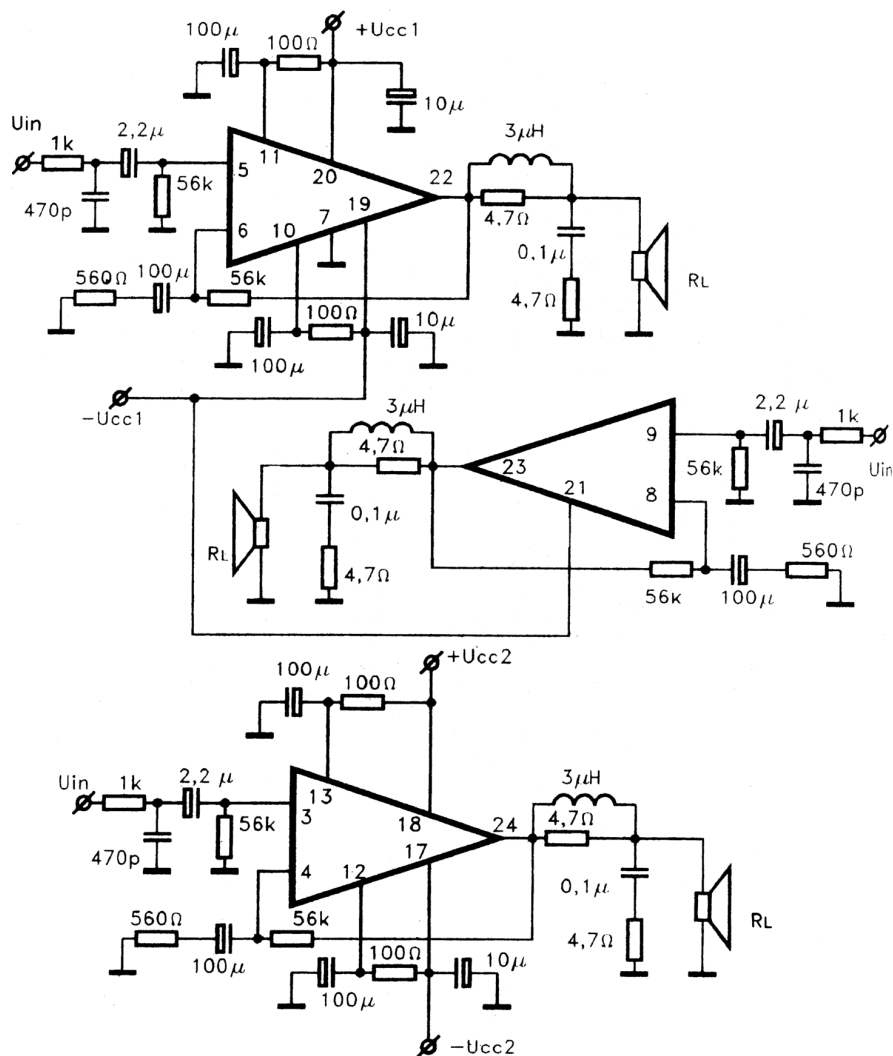 +Ucc1
100μ
100Ω
10μ
Uin
1k
2,2μ
470p
56k
5
6
11
20
10
7
19
22
3μH
4,7Ω
0,1μ
4,7Ω
RL
560Ω
100μ
56k
100Ω
100μ
10μ
-Ucc1
3μH
4,7Ω
0,1μ
4,7Ω
RL
23
21
9
8
2,2 μ
1k
56k
470p
Uin
56k
100μ
560Ω
+Ucc2
100μ
100Ω
Uin
1k
2,2 μ
470p
56k
3
4
13
18
12
17
24
3μH
4,7Ω
0,1μ
4,7Ω
RL
560Ω
100μ
56k
100Ω
100μ
10μ
-Ucc2